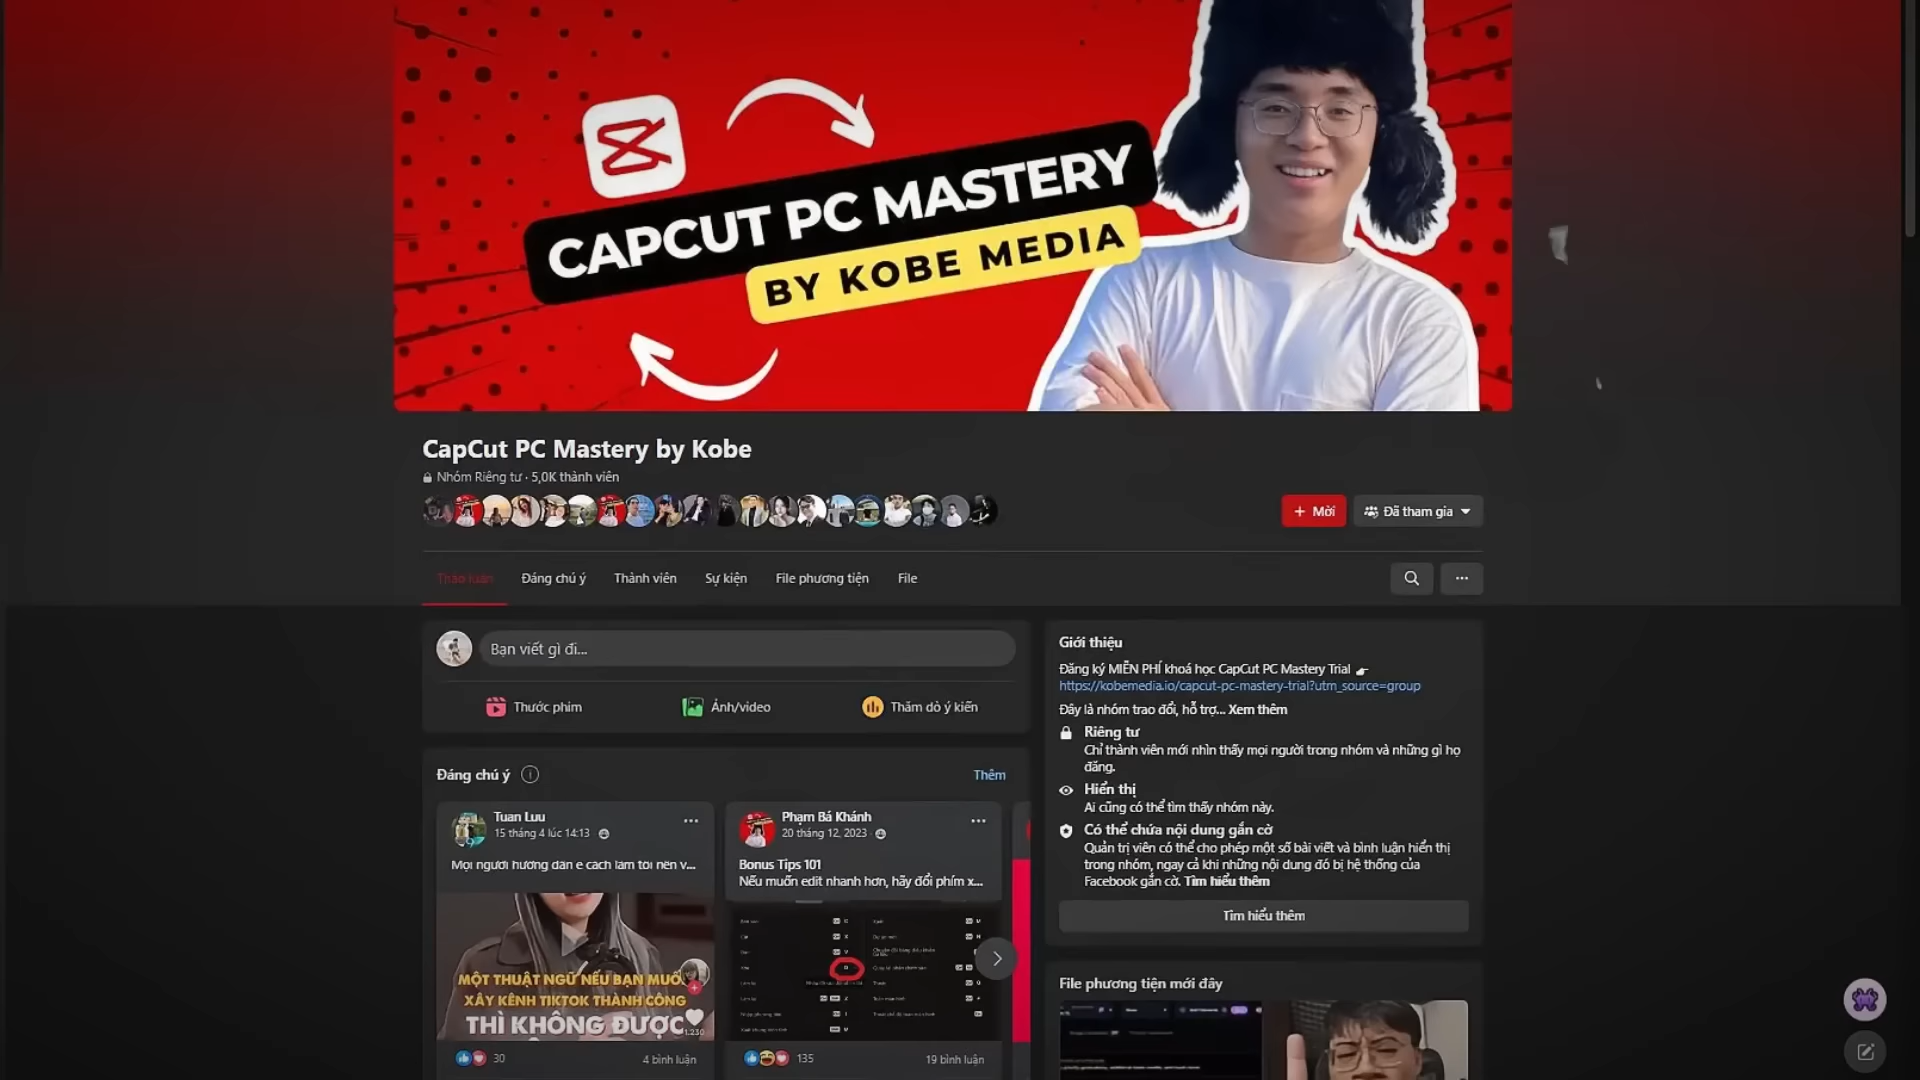 CAPCUT PC MASTERY
BY KOBE MEDIA
CapCut PC Mastery by Kobe
Nhóm Riêng tư · 5,0K thành viên
+ Mời
Đã tham gia
Thảo luận
Đáng chú ý
Thành viên
Sự kiện
File phương tiện
File
Bạn viết gì đi...
Thước phim
Ảnh/video
Thăm dò ý kiến
Đáng chú ý
Thêm
Tuan Luu
15 tháng 4 lúc 14:13
Mọi người hướng dẫn e cách làm tối nền v...
MỘT THUẬT NGỮ NẾU BẠN MUỐ
XÂY KÊNH TIKTOK THÀNH CÔNG
THÌ KHÔNG ĐƯỢC
1,230
30
4 bình luận
Phạm Bá Khánh
20 tháng 12, 2023
Bonus Tips 101
Nếu muốn edit nhanh hơn, hãy đổi phím x...
135
19 bình luận
Giới thiệu
Đăng ký MIỄN PHÍ khoá học CapCut PC Mastery Trial
https://kobemedia.io/capcut-pc-mastery-trial?utm_source=group
Đây là nhóm trao đổi, hỗ trợ... Xem thêm
Riêng tư
Chỉ thành viên mới nhìn thấy mọi người trong nhóm và những gì họ
đăng.
Hiển thị
Ai cũng có thể tìm thấy nhóm này.
Có thể chứa nội dung gắn cờ
Quản trị viên có thể cho phép một số bài viết và bình luận hiển thị
trong nhóm, ngay cả khi những nội dung đó bị hệ thống của
Facebook gắn cờ. Tìm hiểu thêm
Tìm hiểu thêm
File phương tiện mới đây